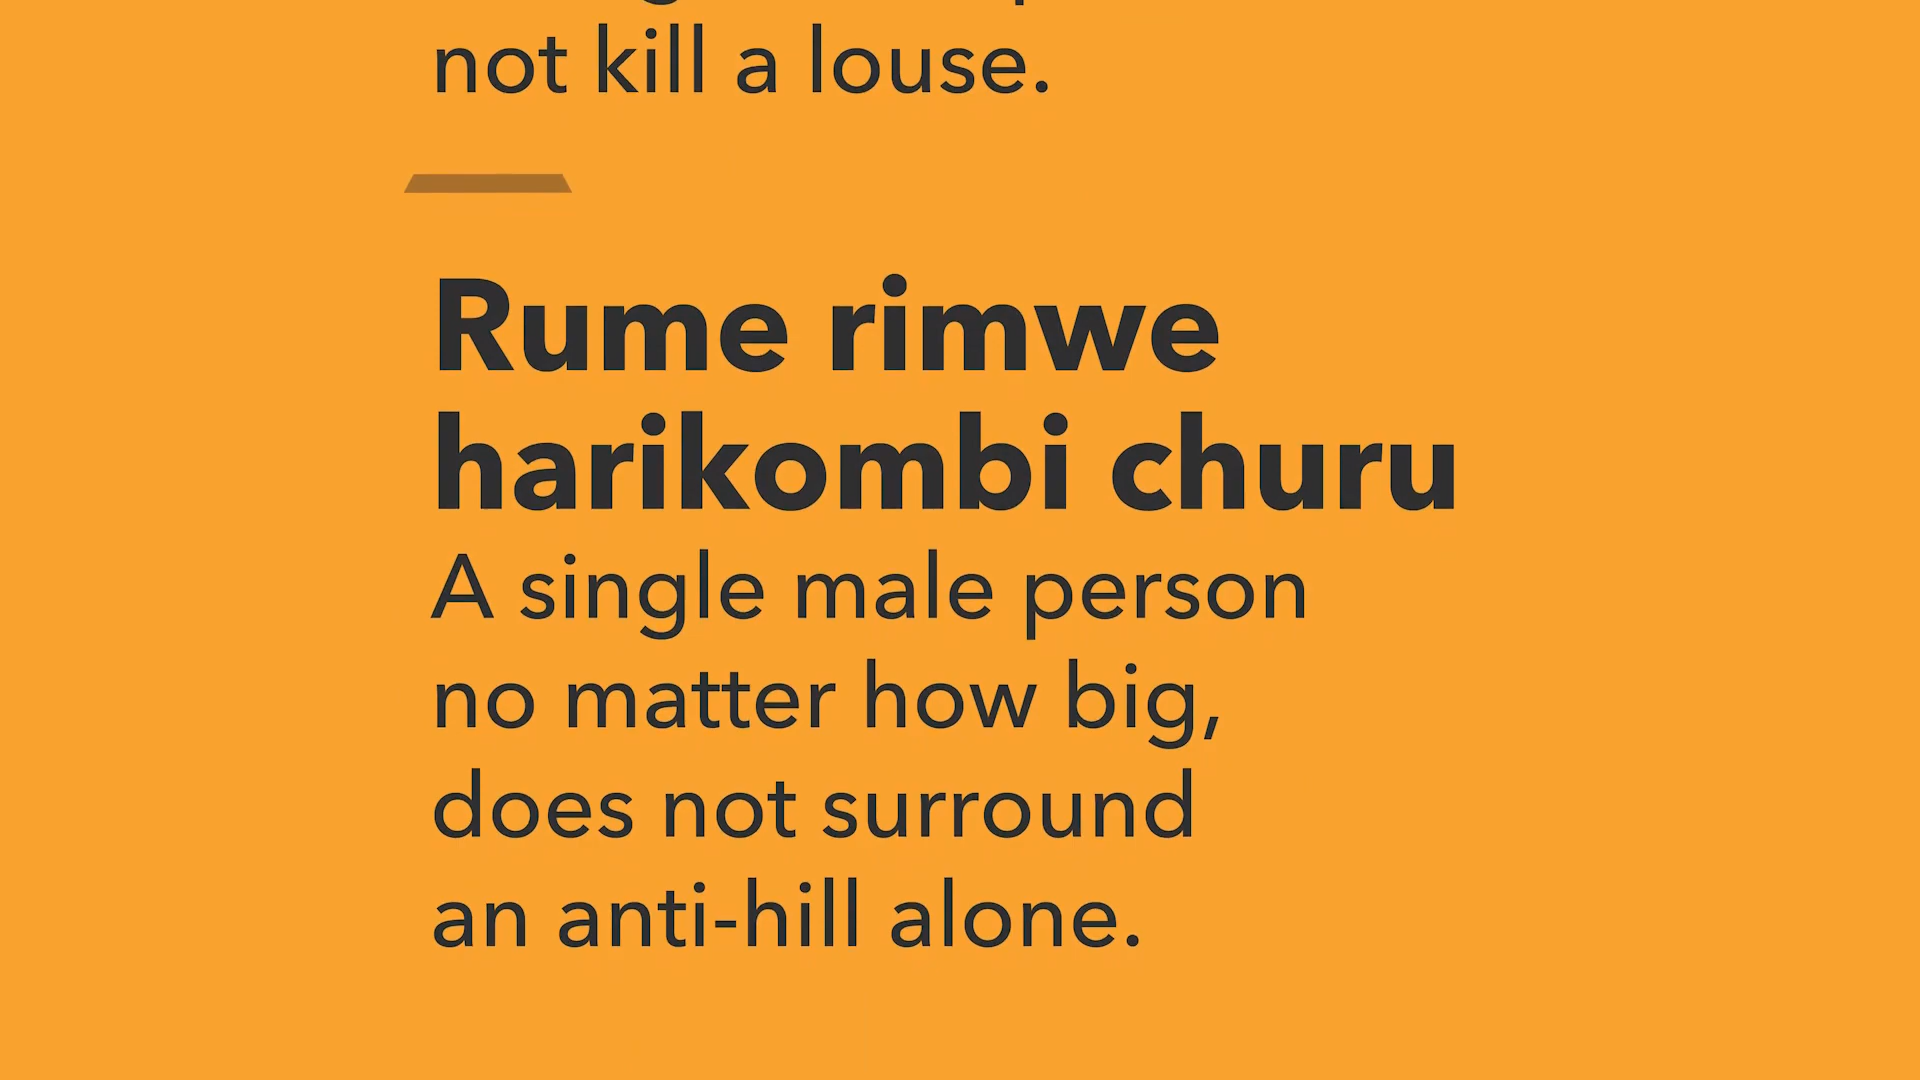 not kill a louse.
Rume rimwe
harikombi churu
A single male person
no matter how big,
does not surround
an anti-hill alone.